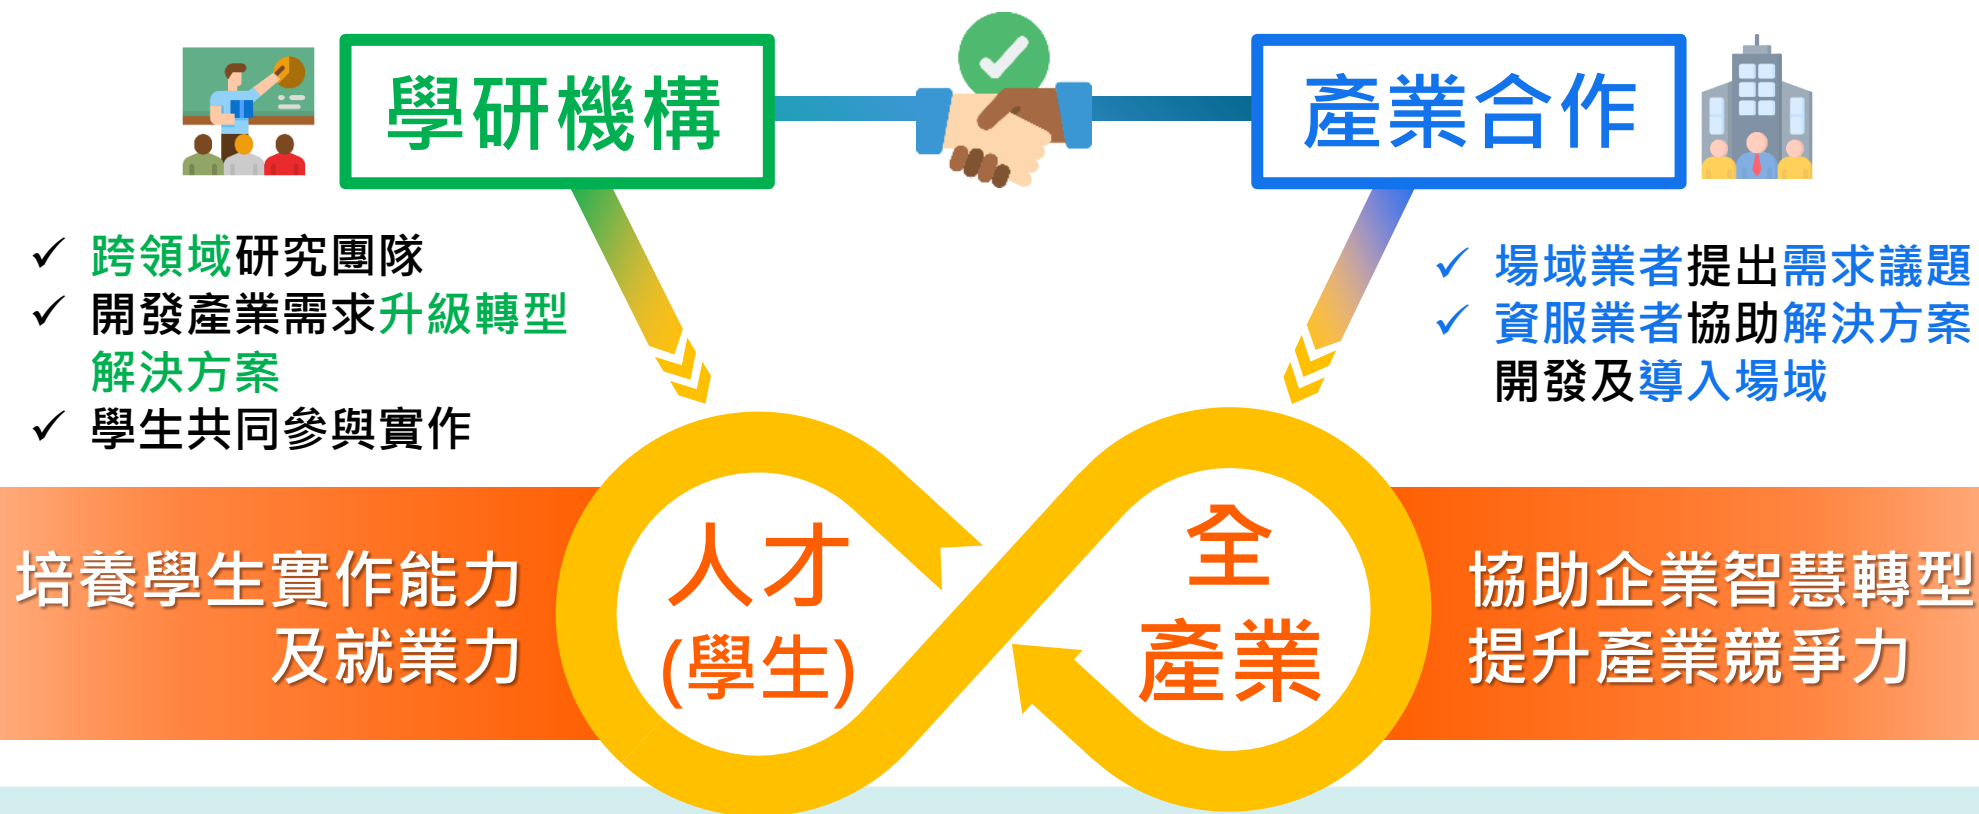 學研機構
產業合作
✓ 跨領域研究團隊
✓ 開發產業需求升級轉型
解決方案
✓ 學生共同參與實作
✓ 場域業者提出需求議題
✓ 資服業者協助解決方案
開發及導入場域
培養學生實作能力
及就業力
人才
(學生)
全
產業
協助企業智慧轉型
提升產業競爭力